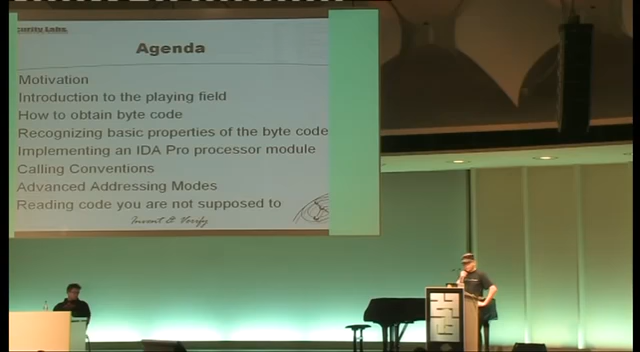 curity Labs
Agenda
Motivation
Introduction to the playing field
How to obtain byte code
Recognizing basic properties of the byte code
Implementing an IDA Pro processor module
Calling Conventions
Advanced Addressing Modes
Reading code you are not supposed to
Invent & Verify